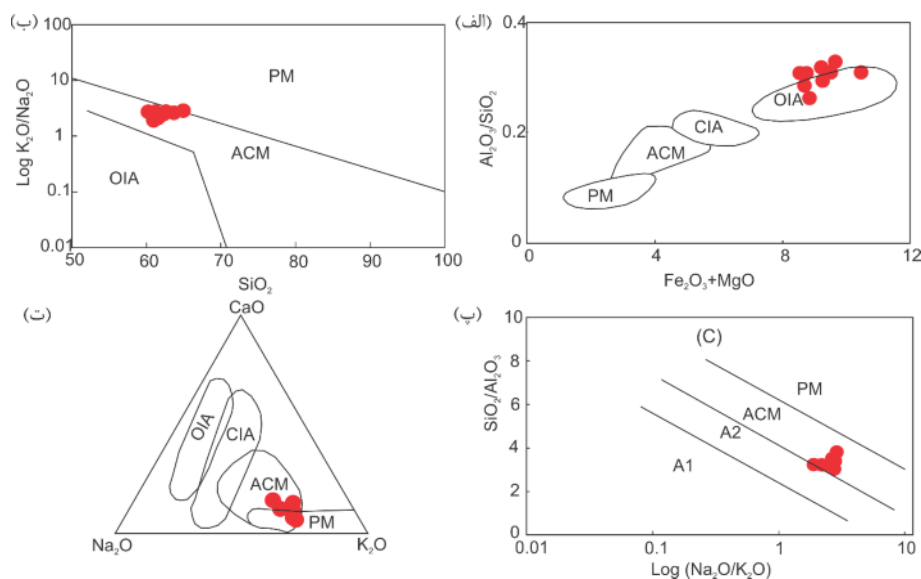 (ب)
Log K₂O/Na₂O
100
10
1
0.1
0.01
PM
ACM
OIA
50
60
70
80
90
100
SiO₂
(الف)
Al₂O₃/SiO₂
0.4
0.2
0
OIA
CIA
ACM
PM
0
4
8
12
Fe₂O₃+MgO
(ت)
CaO
OIA
CIA
ACM
PM
Na₂O
K₂O
(پ)
(C)
SiO₂/Al₂O₃
10
8
6
4
2
0
PM
ACM
A2
A1
0.01
0.1
1
10
Log (Na₂O/K₂O)